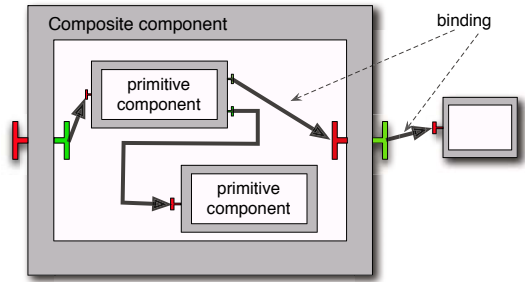 Composite component
binding
primitive
component
primitive
component